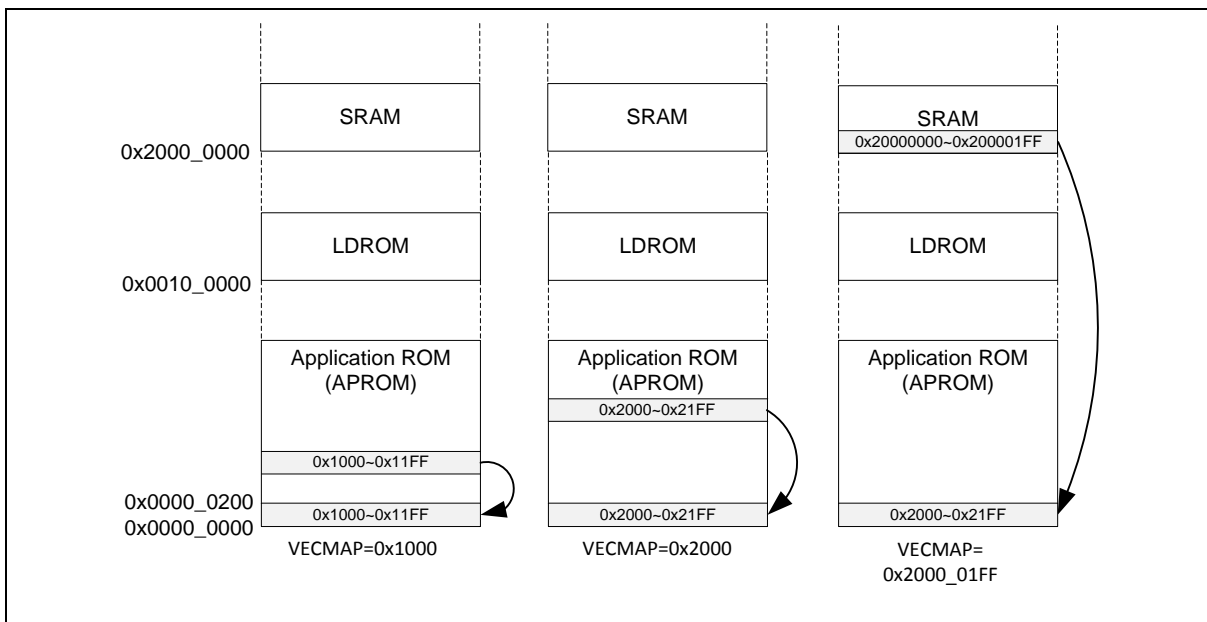 SRAM
SRAM
SRAM
0x20000000~0x200001FF
0x2000_0000
LDROM
LDROM
LDROM
0x0010_0000
Application ROM
(APROM)
Application ROM
(APROM)
Application ROM
(APROM)
0x2000~0x21FF
0x1000~0x11FF
0x0000_0200
0x0000_0000
0x1000~0x11FF
0x2000~0x21FF
0x2000~0x21FF
VECMAP=0x1000
VECMAP=0x2000
VECMAP=
0x2000_01FF